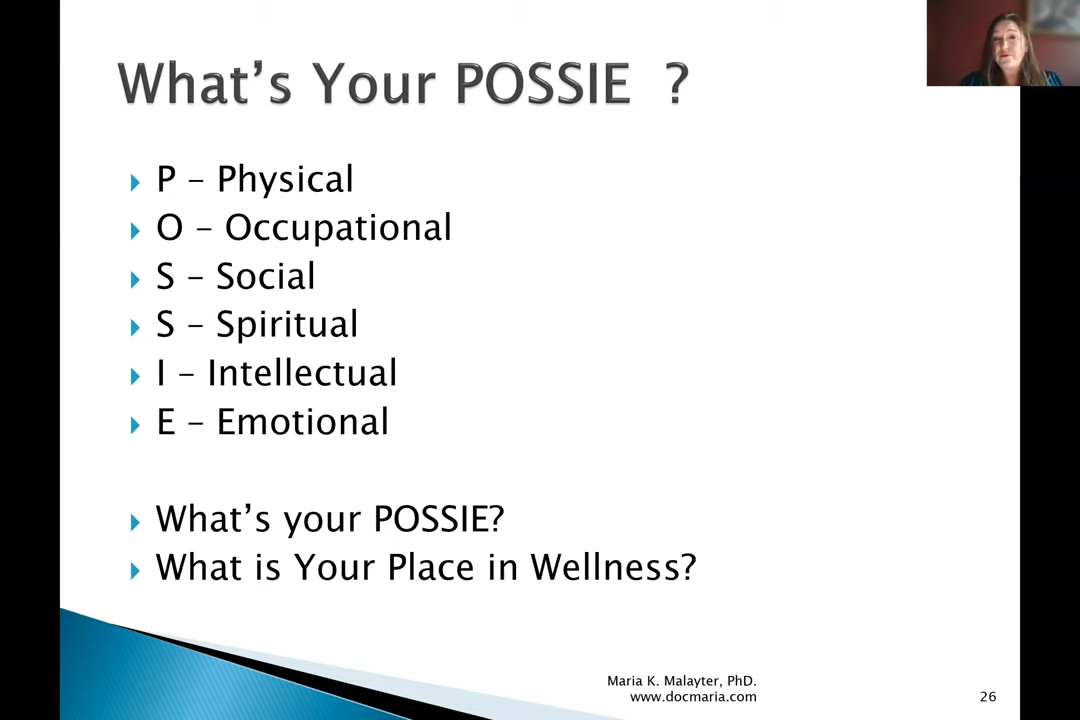 What's Your POSSIE ?
P – Physical
O – Occupational
S – Social
S – Spiritual
I – Intellectual
E – Emotional
What's your POSSIE?
What is Your Place in Wellness?
Maria K. Malayter, PhD.
www.docmaria.com
26